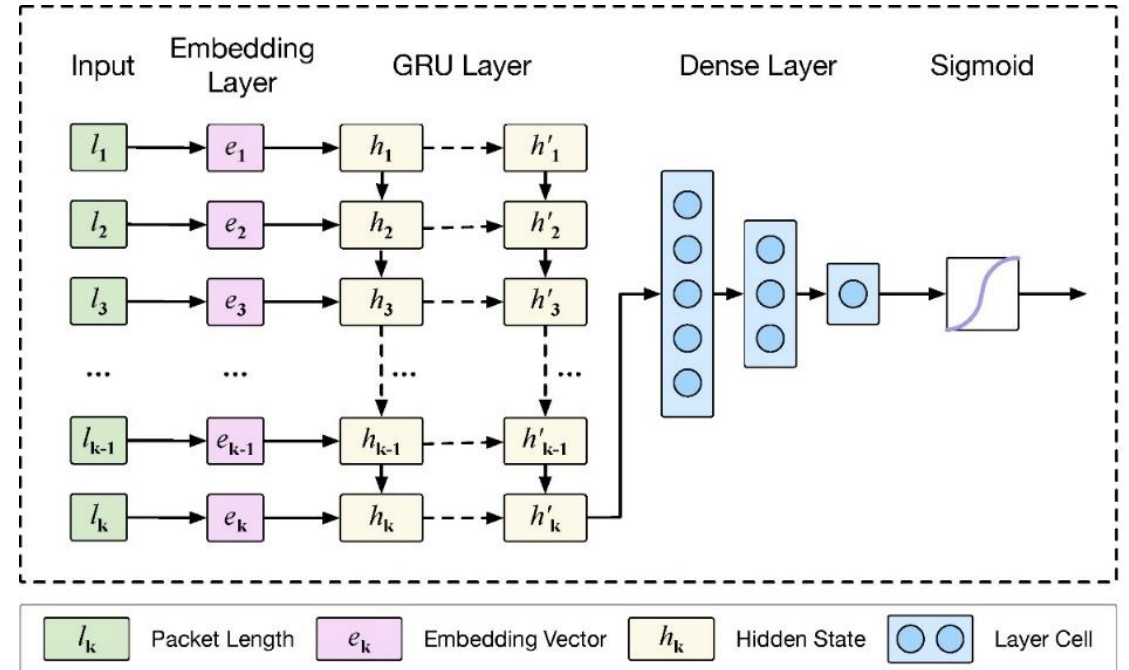 Input Embedding Layer GRU Layer Dense Layer Sigmoid
l1 e1 h1 h'1
l2 e2 h2 h'2
l3 e3 h3 h'3
... ... ... ...
lk-1 ek-1 hk-1 h'k-1
lk ek hk h'k
lk Packet Length ek Embedding Vector hk Hidden State Layer Cell